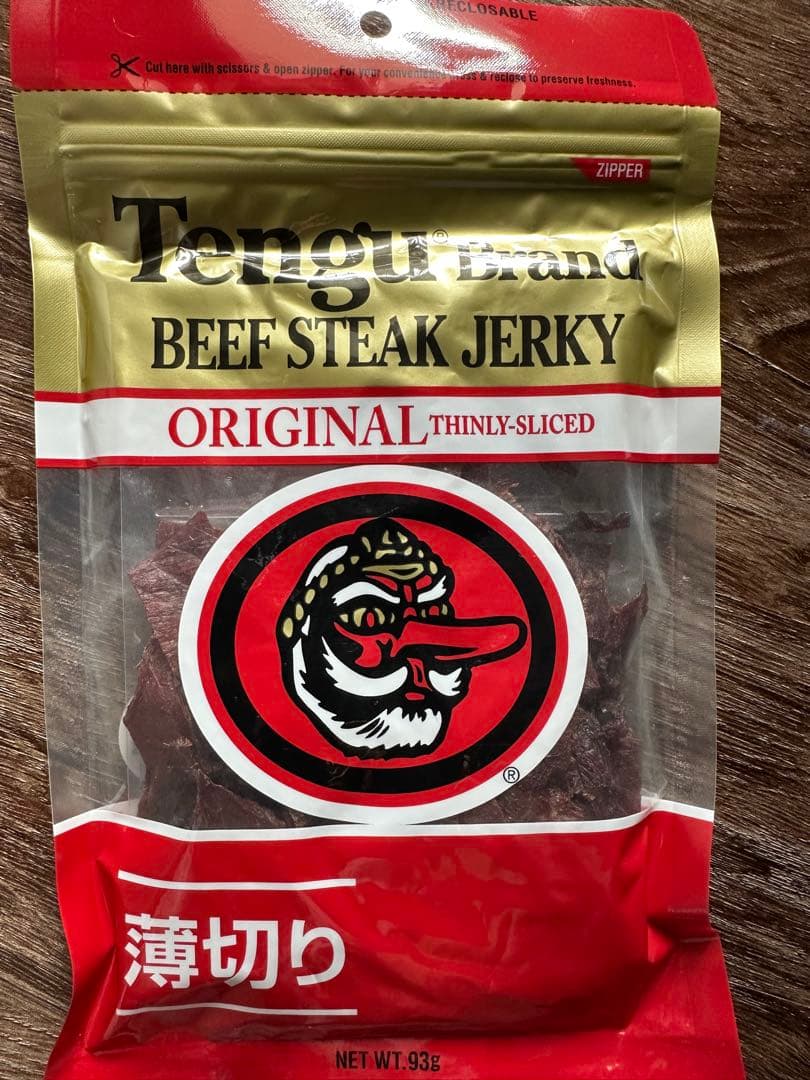 RECLOSABLE
Cut here with scissors & open zipper. For your convenience press & reclose to preserve freshness.
ZIPPER
Tengu® Brand
BEEF STEAK JERKY
ORIGINAL THINLY-SLICED
®
薄切り
NET WT.93g